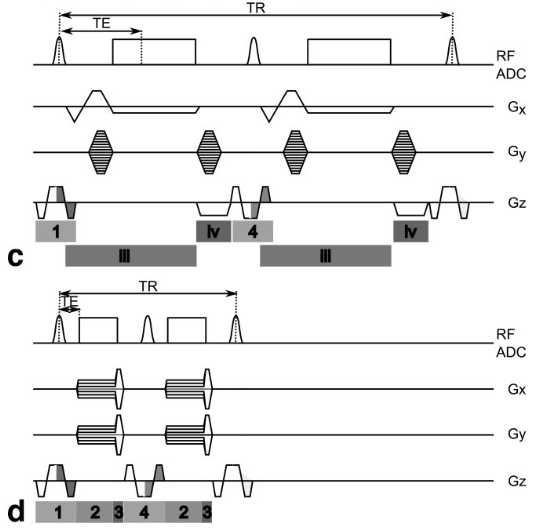 TR
TE
RF
ADC
Gx
Gy
Gz
1
Iv
4
Iv
III
III
c
TR
TE
RF
ADC
Gx
Gy
Gz
1 2 3 4 2 3
d